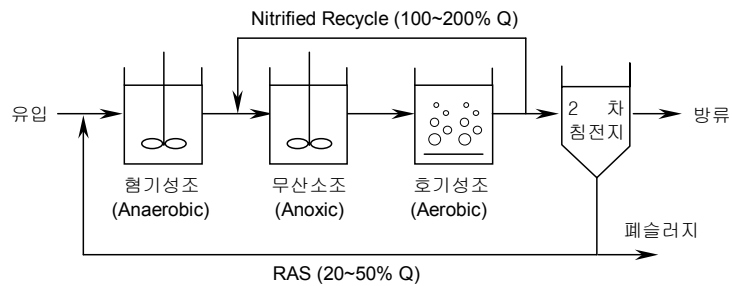 Nitrified Recycle (100~200% Q)
유입
2 차
침전지
방류
혐기성조
(Anaerobic)
무산소조
(Anoxic)
호기성조
(Aerobic)
폐슬러지
RAS (20~50% Q)